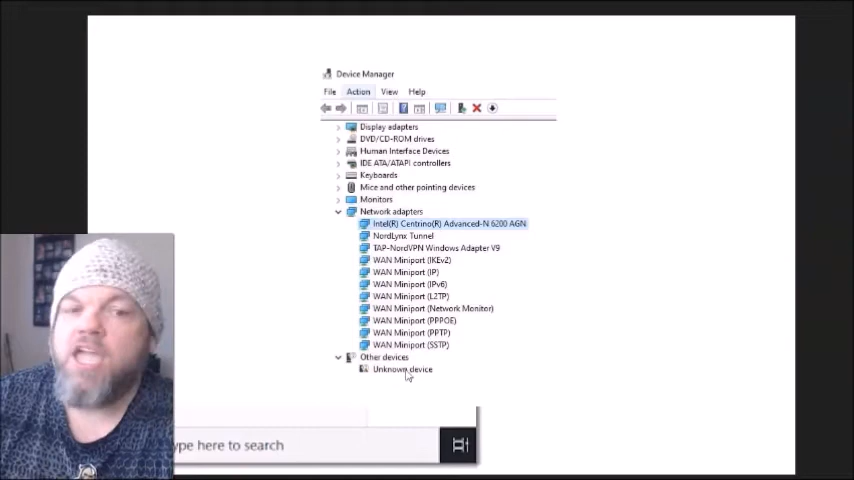 Device Manager
File Action View Help
Display adapters
DVD/CD-ROM drives
Human Interface Devices
IDE ATA/ATAPI controllers
Keyboards
Mice and other pointing devices
Monitors
Network adapters
Intel(R) Centrino(R) Advanced-N 6200 AGN
NordLynx Tunnel
TAP-NordVPN Windows Adapter V9
WAN Miniport (IKEv2)
WAN Miniport (IP)
WAN Miniport (IPv6)
WAN Miniport (L2TP)
WAN Miniport (Network Monitor)
WAN Miniport (PPPOE)
WAN Miniport (PPTP)
WAN Miniport (SSTP)
Other devices
Unknown device
ype here to search